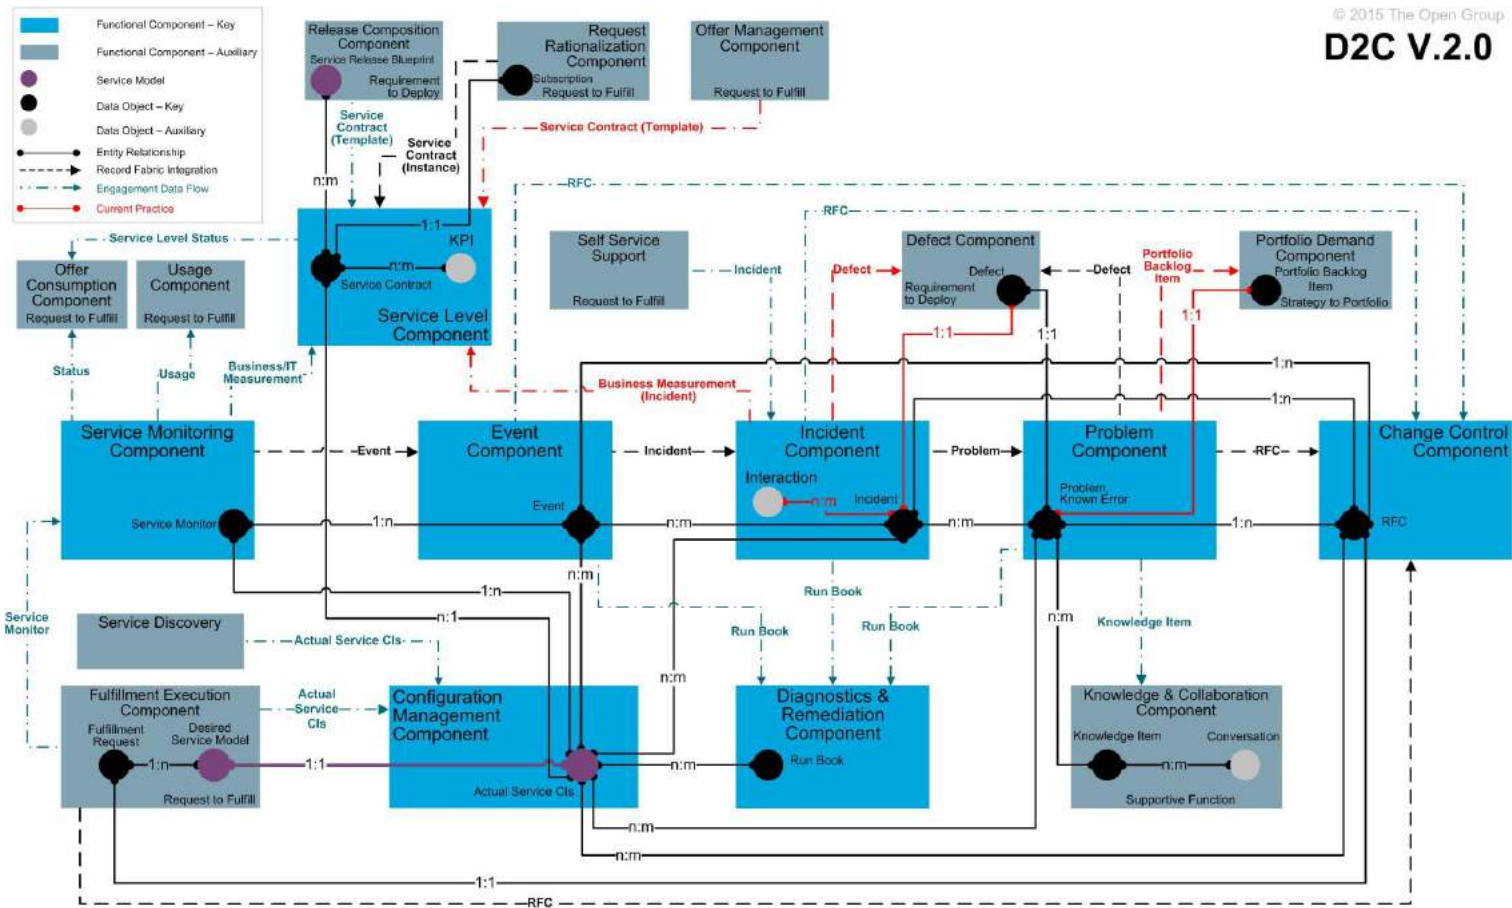 © 2015 The Open Group
D2C V.2.0
Functional Component – Key
Functional Component – Auxiliary
Service Model
Data Object – Key
Data Object – Auxiliary
Entity Relationship
Record Fabric Integration
Engagement Data Flow
Current Practice
Release Composition
Component
Service Release Blueprint
Requirement
to Deploy
Request
Rationalization
Component
Subscription
Request to Fulfill
Offer Management
Component
Request to Fulfill
Service
Contract
(Template)
Service
Contract
(Instance)
Service Contract (Template)
n:m
1:1
RFC
RFC
Service Level Status
KPI
n:m
Service Contract
Service Level
Component
Offer
Consumption
Component
Request to Fulfill
Usage
Component
Request to Fulfill
Self Service
Support
Request to Fulfill
Incident
Defect
Defect Component
Defect
Requirement
to Deploy
Defect
Portfolio
Backlog
Item
Portfolio Demand
Component
Portfolio Backlog
Item
Strategy to Portfolio
1:1
1:1
1:1
Status
Usage
Business/IT
Measurement
Business Measurement
(Incident)
1:n
1:n
Service Monitoring
Component
Service Monitor
Event
Event
Component
Event
Incident
Incident
Component
Interaction
n:m
Incident
Problem
Problem
Component
Problem,
Known Error
RFC
Change Control
Component
RFC
1:n
n:m
n:m
1:n
n:m
1:n
n:1
Service
Monitor
Service Discovery
Actual Service CIs
Run Book
Run Book
Run Book
n:m
Knowledge Item
n:m
Fulfillment Execution
Component
Fulfillment
Request
Desired
Service Model
1:n
Request to Fulfill
Actual
Service
CIs
1:1
Configuration
Management
Component
Actual Service CIs
n:m
Diagnostics &
Remediation
Component
Run Book
Knowledge & Collaboration
Component
Knowledge Item
Conversation
n:m
Supportive Function
n:m
n:m
1:1
RFC